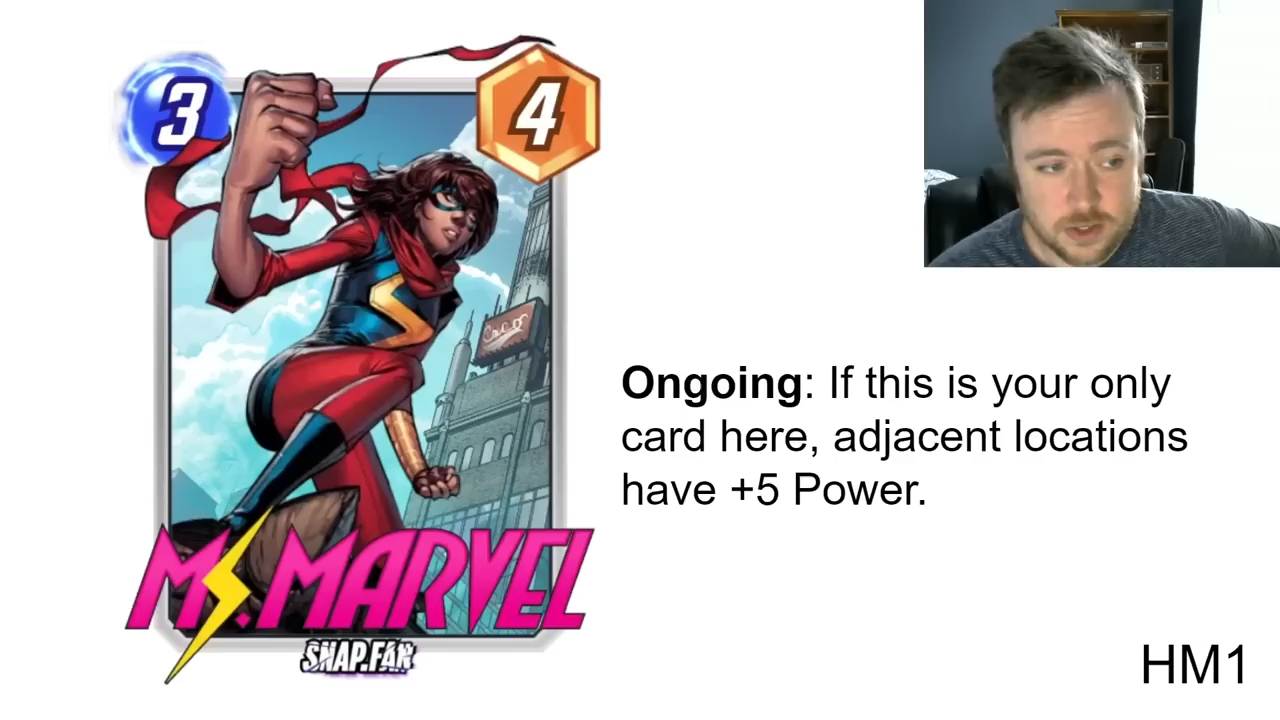 3
4
Ongoing: If this is your only
card here, adjacent locations
have +5 Power.
MS. MARVEL
SNAP.FAN
HM1